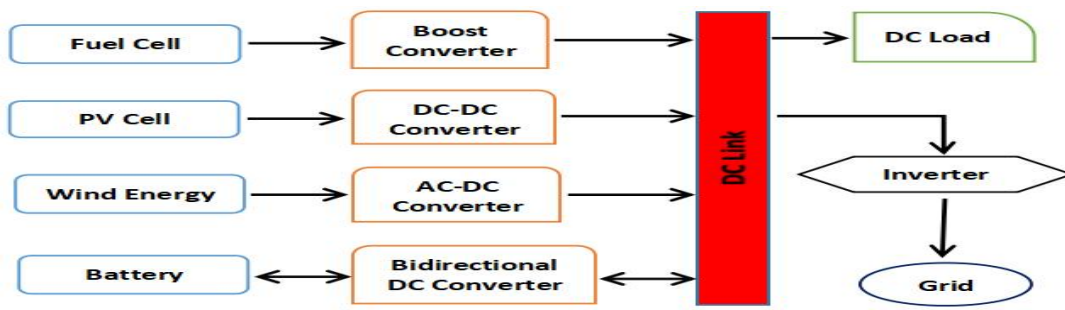 Fuel Cell
Boost
Converter
DC Load
PV Cell
DC-DC
Converter
DC Link
Wind Energy
AC-DC
Converter
Inverter
Battery
Bidirectional
DC Converter
Grid